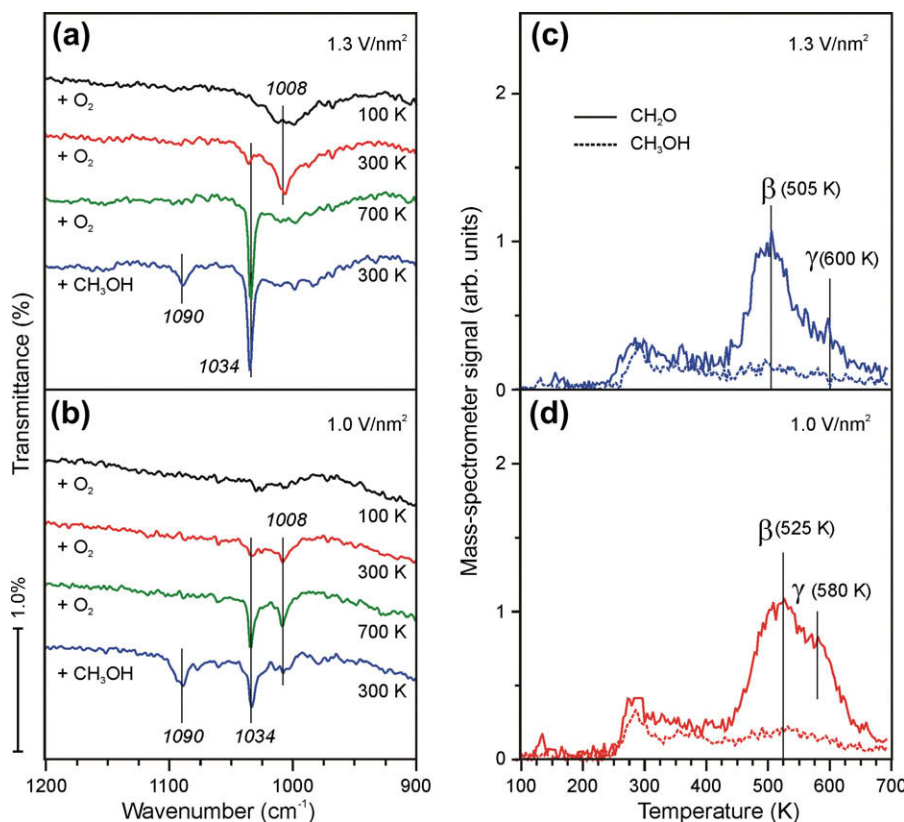 (a)
1.3 V/nm²
1008
+ O₂
100 K
+ O₂
300 K
+ O₂
700 K
+ CH₃OH
300 K
1090
1034
(b)
1.0 V/nm²
+ O₂
1008
100 K
+ O₂
300 K
+ O₂
700 K
+ CH₃OH
300 K
1090
1034
1.0%
Transmittance (%)
1200
1100
1000
900
Wavenumber (cm⁻¹)
(c)
1.3 V/nm²
CH₂O
CH₃OH
β (505 K)
γ(600 K)
2
1
0
(d)
1.0 V/nm²
β (525 K)
γ (580 K)
2
1
0
Mass-spectrometer signal (arb. units)
100
200
300
400
500
600
700
Temperature (K)